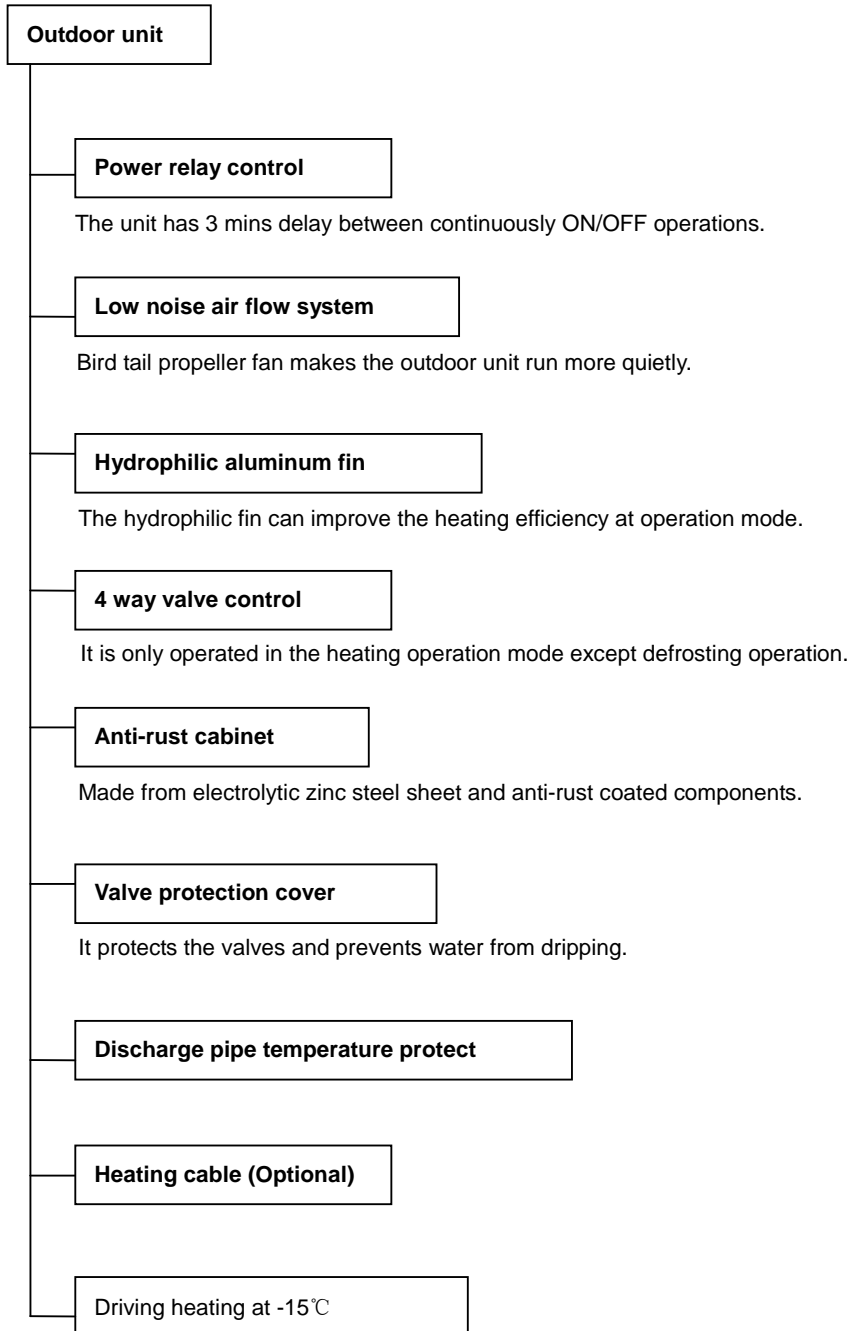 Outdoor unit
Power relay control
The unit has 3 mins delay between continuously ON/OFF operations.
Low noise air flow system
Bird tail propeller fan makes the outdoor unit run more quietly.
Hydrophilic aluminum fin
The hydrophilic fin can improve the heating efficiency at operation mode.
4 way valve control
It is only operated in the heating operation mode except defrosting operation.
Anti-rust cabinet
Made from electrolytic zinc steel sheet and anti-rust coated components.
Valve protection cover
It protects the valves and prevents water from dripping.
Discharge pipe temperature protect
Heating cable (Optional)
Driving heating at -15℃